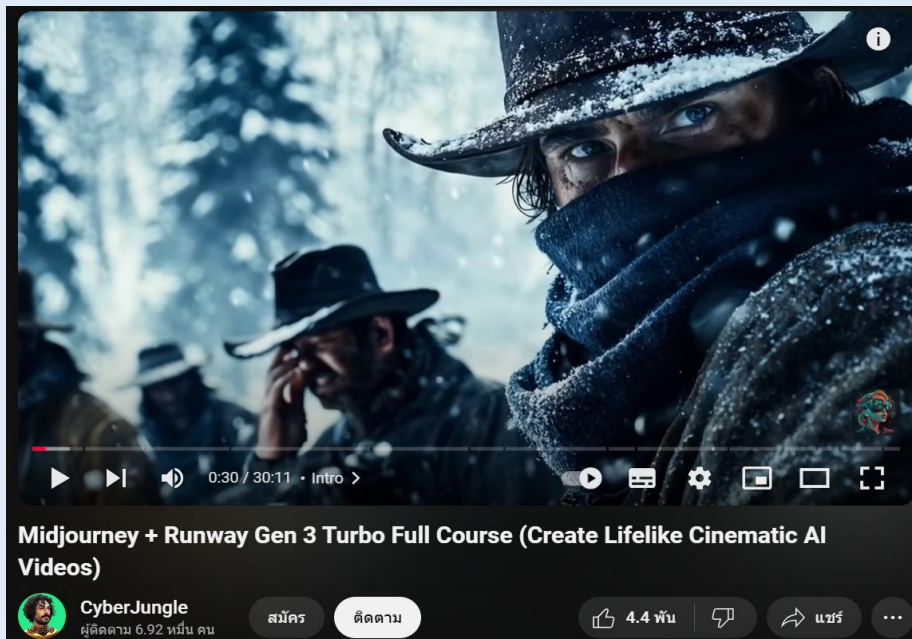 0:30 / 30:11 • Intro
Midjourney + Runway Gen 3 Turbo Full Course (Create Lifelike Cinematic AI
Videos)
CyberJungle
ผู้ติดตาม 6.92 หมื่น คน
สมัคร
ติดตาม
4.4 พัน
แชร์